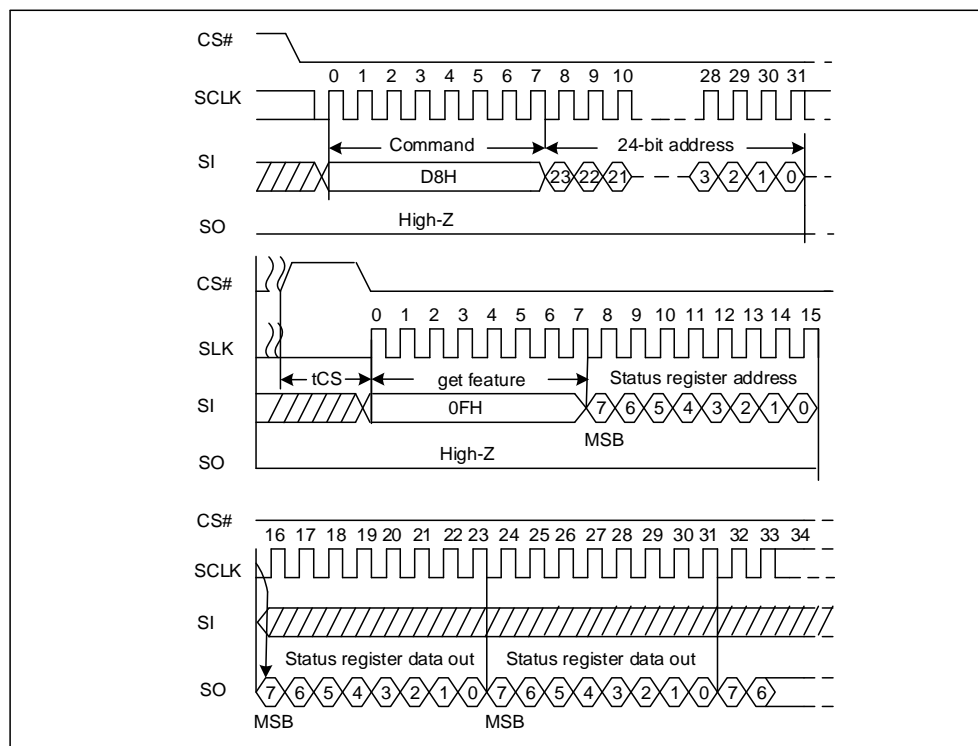 CS#
0 1 2 3 4 5 6 7 8 9 10 28 29 30 31
SCLK
Command 24-bit address
SI
D8H 23 22 21 3 2 1 0
High-Z
SO
CS#
0 1 2 3 4 5 6 7 8 9 10 11 12 13 14 15
SLK
tCS get feature Status register address
SI
0FH 7 6 5 4 3 2 1 0
MSB
High-Z
SO
CS#
16 17 18 19 20 21 22 23 24 25 26 27 28 29 30 31 32 33 34
SCLK
SI
Status register data out Status register data out
SO 7 6 5 4 3 2 1 0 7 6 5 4 3 2 1 0 7 6
MSB MSB